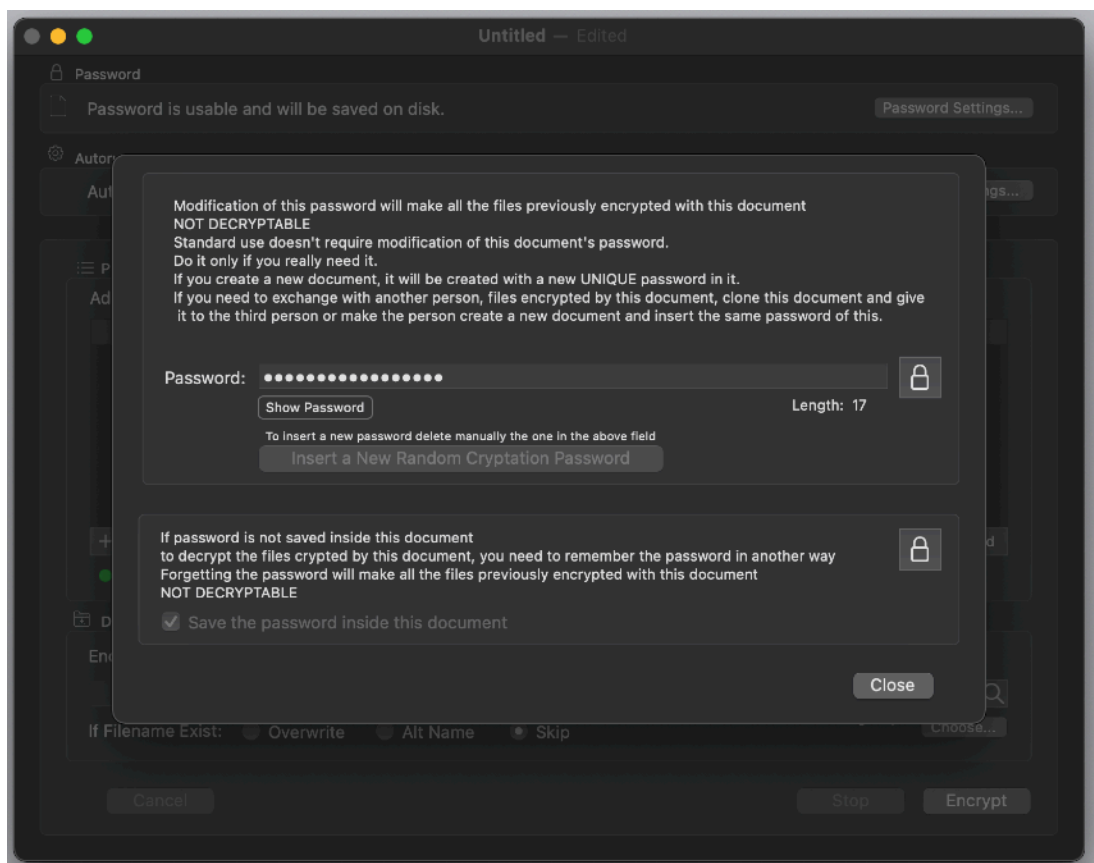 Untitled — Edited
Password
Password is usable and will be saved on disk.
Password Settings...
Modification of this password will make all the files previously encrypted with this document
NOT DECRYPTABLE
Standard use doesn't require modification of this document's password.
Do it only if you really need it.
If you create a new document, it will be created with a new UNIQUE password in it.
If you need to exchange with another person, files encrypted by this document, clone this document and give
it to the third person or make the person create a new document and insert the same password of this.
Password: •••••••••••••••••
Show Password
Length: 17
To insert a new password delete manually the one in the above field
Insert a New Random Cryptation Password
If password is not saved inside this document
to decrypt the files crypted by this document, you need to remember the password in another way
Forgetting the password will make all the files previously encrypted with this document
NOT DECRYPTABLE
Save the password inside this document
Close
If Filename Exist: Overwrite Alt Name Skip
Choose...
Cancel
Stop
Encrypt